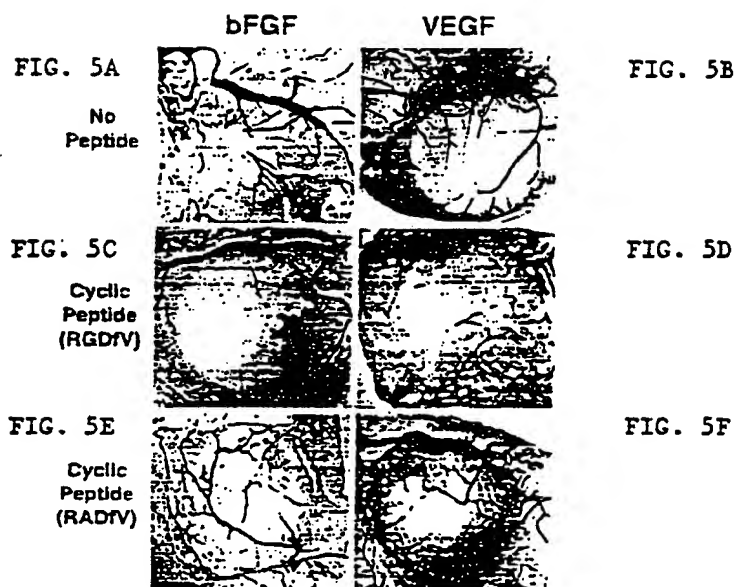 bFGF VEGF
FIG. 5A FIG. 5B
No
Peptide
FIG. 5C FIG. 5D
Cyclic
Peptide
(RGDfV)
FIG. 5E FIG. 5F
Cyclic
Peptide
(RADfV)